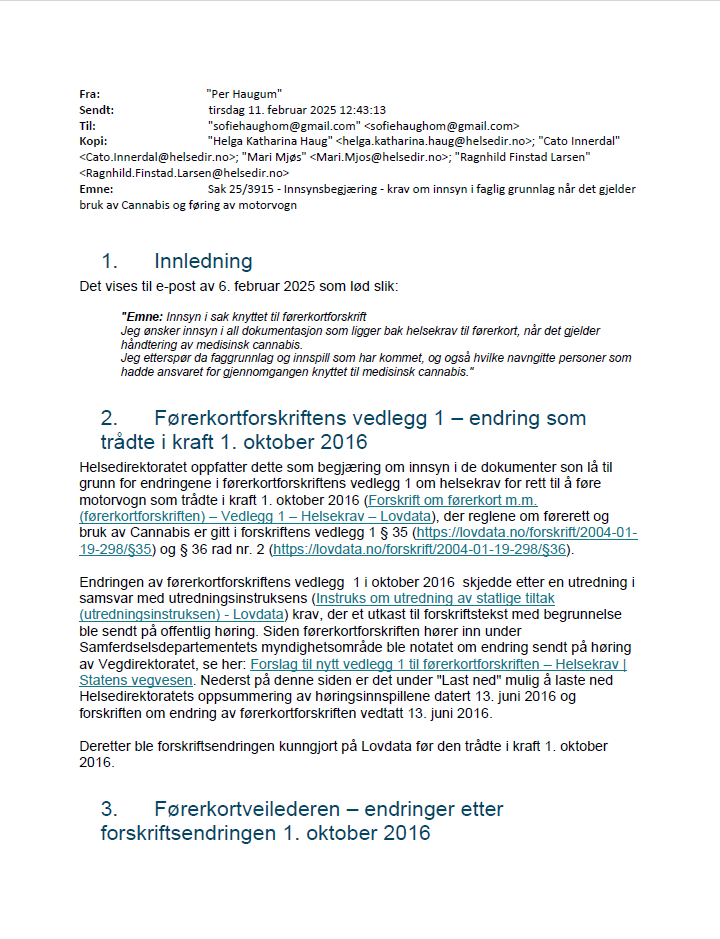 Fra: "Per Haugum"
Sendt: tirsdag 11. februar 2025 12:43:13
Til: "sofiehaughom@gmail.com" <sofiehaughom@gmail.com>
Kopi: "Helga Katharina Haug" <helga.katharina.haug@helsedir.no>; "Cato Innerdal"
<Cato.Innerdal@helsedir.no>; "Mari Mjøs" <Mari.Mjos@helsedir.no>; "Ragnhild Finstad Larsen"
<Ragnhild.Finstad.Larsen@helsedir.no>
Emne: Sak 25/3915 - Innsynsbegjæring - krav om innsyn i faglig grunnlag når det gjelder
bruk av Cannabis og føring av motorvogn
1. Innledning
Det vises til e-post av 6. februar 2025 som lød slik:
"Emne: Innsyn i sak knyttet til førerkortforskrift
Jeg ønsker innsyn i all dokumentasjon som ligger bak helsekrav til førerkort, når det gjelder
håndtering av medisinsk cannabis.
Jeg etterspør da faggrunnlag og innspill som har kommet, og også hvilke navngitte personer som
hadde ansvaret for gjennomgangen knyttet til medisinsk cannabis."
2. Førerkortforskriftens vedlegg 1 – endring som
trådte i kraft 1. oktober 2016
Helsedirektoratet oppfatter dette som begjæring om innsyn i de dokumenter son lå til
grunn for endringene i førerkortforskriftens vedlegg 1 om helsekrav for rett til å føre
motorvogn som trådte i kraft 1. oktober 2016 (Forskrift om førerkort m.m.
(førerkortforskriften) – Vedlegg 1 – Helsekrav – Lovdata), der reglene om førerett og
bruk av Cannabis er gitt i forskriftens vedlegg 1 § 35 (https://lovdata.no/forskrift/2004-01-
19-298/§35) og § 36 rad nr. 2 (https://lovdata.no/forskrift/2004-01-19-298/§36).
Endringen av førerkortforskriftens vedlegg 1 i oktober 2016 skjedde etter en utredning i
samsvar med utredningsinstruksens (Instruks om utredning av statlige tiltak
(utredningsinstruksen) - Lovdata) krav, der et utkast til forskriftstekst med begrunnelse
ble sendt på offentlig høring. Siden førerkortforskriften hører inn under
Samferdselsdepartementets myndighetsområde ble notatet om endring sendt på høring
av Vegdirektoratet, se her: Forslag til nytt vedlegg 1 til førerkortforskriften – Helsekrav |
Statens vegvesen. Nederst på denne siden er det under "Last ned" mulig å laste ned
Helsedirektoratets oppsummering av høringsinnspillene datert 13. juni 2016 og
forskriften om endring av førerkortforskriften vedtatt 13. juni 2016.
Deretter ble forskriftsendringen kunngjort på Lovdata før den trådte i kraft 1. oktober
2016.
3. Førerkortveilederen – endringer etter
forskriftsendringen 1. oktober 2016